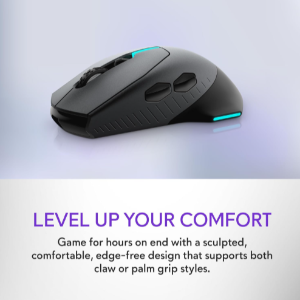 LEVEL UP YOUR COMFORT
Game for hours on end with a sculpted,
comfortable, edge-free design that supports both
claw or palm grip styles.